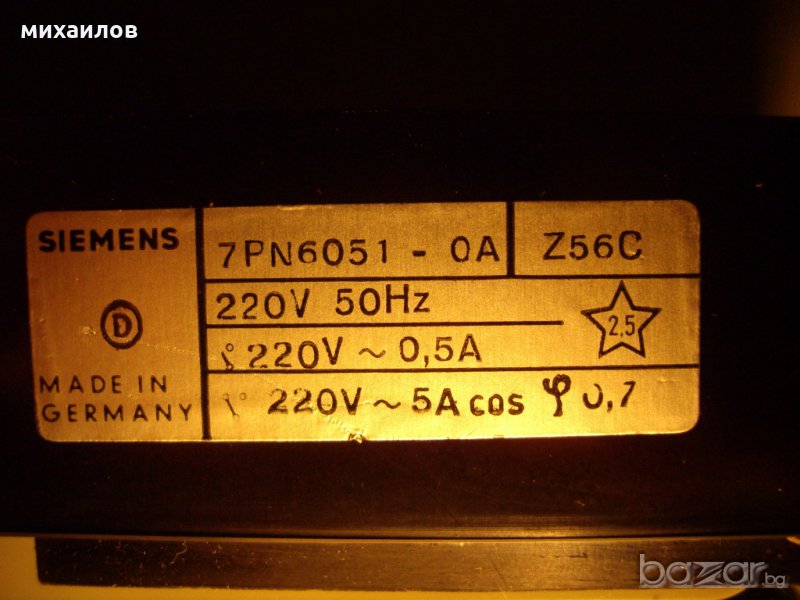 михаилов
SIEMENS
7PN6051 - 0A
Z56C
D
220V 50Hz
2,5
220V ~ 0,5A
MADE IN
GERMANY
220V ~ 5A cos φ 0,7
bazar.bg